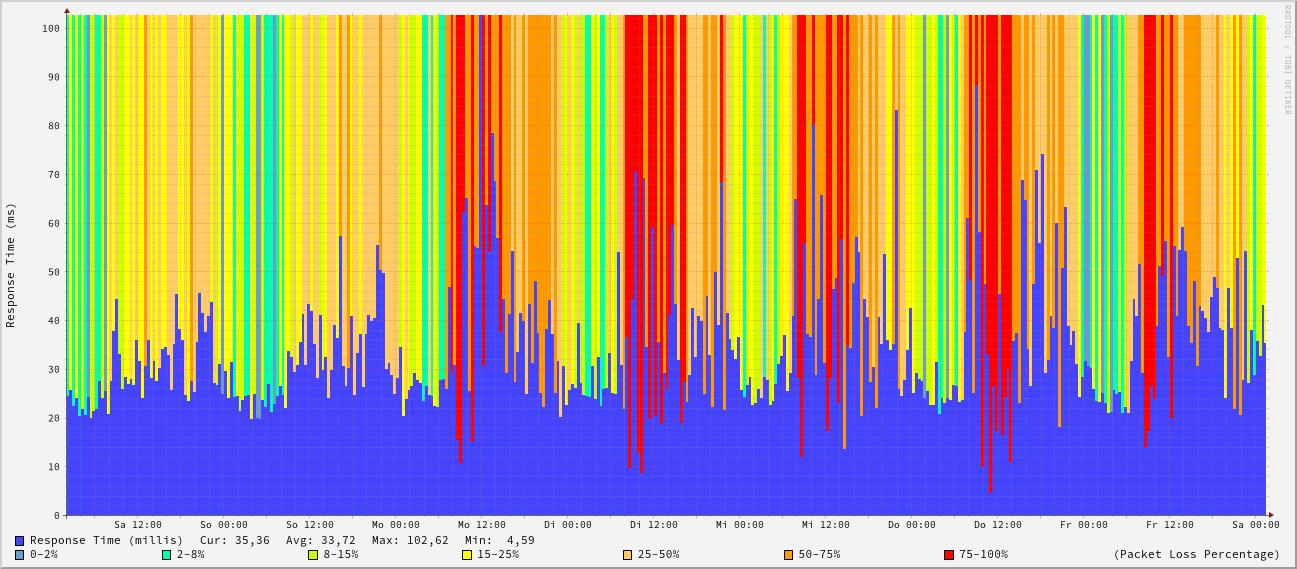 RRDTOOL / TOBI OETIKER
Response Time (ms)
100
90
80
70
60
50
40
30
20
10
0
Sa 12:00 So 00:00 So 12:00 Mo 00:00 Mo 12:00 Di 00:00 Di 12:00 Mi 00:00 Mi 12:00 Do 00:00 Do 12:00 Fr 00:00 Fr 12:00 Sa 00:00
Response Time (millis) Cur: 35,36 Avg: 33,72 Max: 102,62 Min: 4,59
0-2% 2-8% 8-15% 15-25% 25-50% 50-75% 75-100% (Packet Loss Percentage)